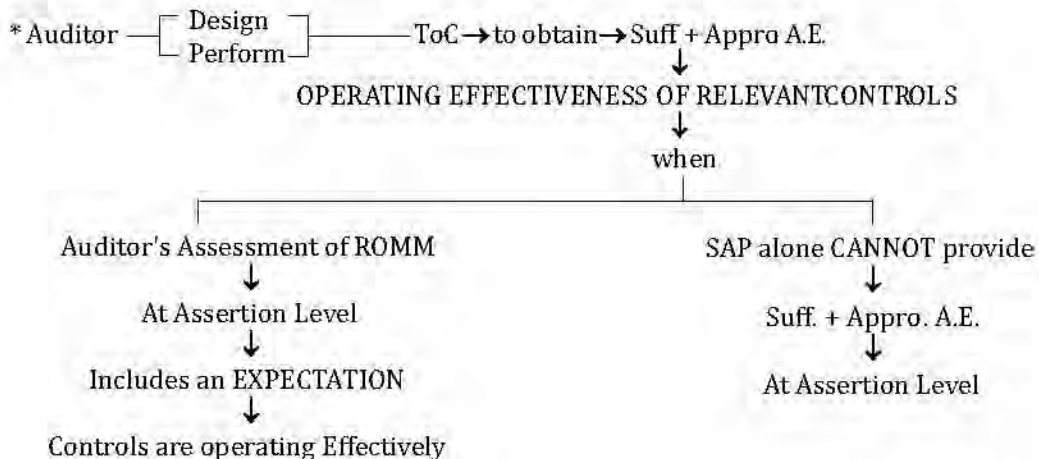 * Auditor Design Perform ToC→to obtain→Suff + Appro A.E.
OPERATING EFFECTIVENESS OF RELEVANTCONTROLS
when
Auditor's Assessment of ROMM
At Assertion Level
Includes an EXPECTATION
Controls are operating Effectively
SAP alone CANNOT provide
Suff. + Appro. A.E.
At Assertion Level